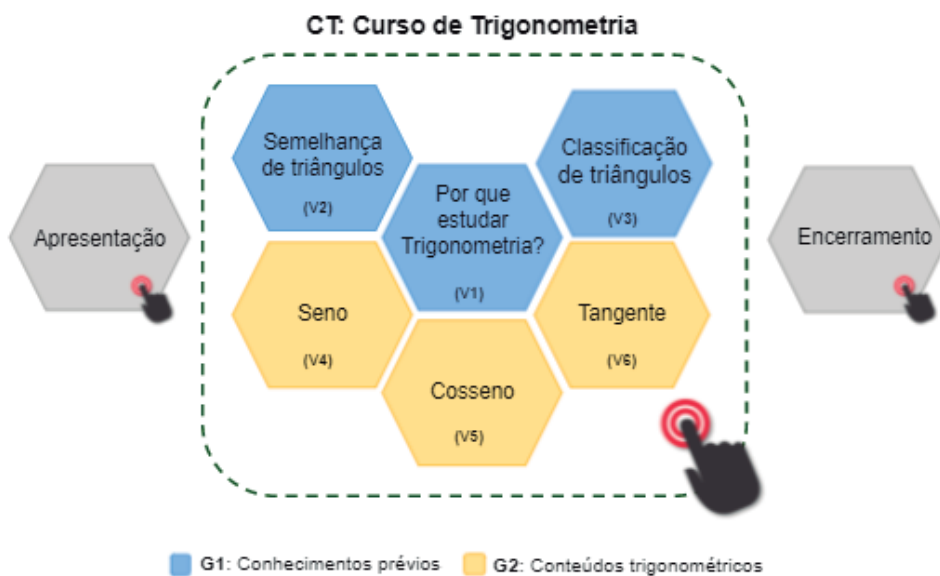 CT: Curso de Trigonometria
Semelhança
de triângulos
(V2)
Classificação
de triângulos
(V3)
Por que
estudar
Trigonometria?
(V1)
Apresentação
Encerramento
Seno
(V4)
Tangente
(V6)
Cosseno
(V5)
G1: Conhecimentos prévios
G2: Conteúdos trigonométricos